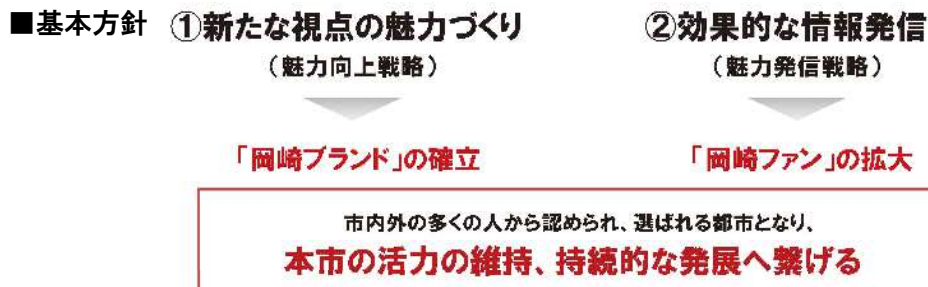 ■基本方針 ①新たな視点の魅力づくり ②効果的な情報発信
（魅力向上戦略） （魅力発信戦略）
「岡崎ブランド」の確立 「岡崎ファン」の拡大
市内外の多くの人から認められ、選ばれる都市となり、
本市の活力の維持、持続的な発展へ繋げる